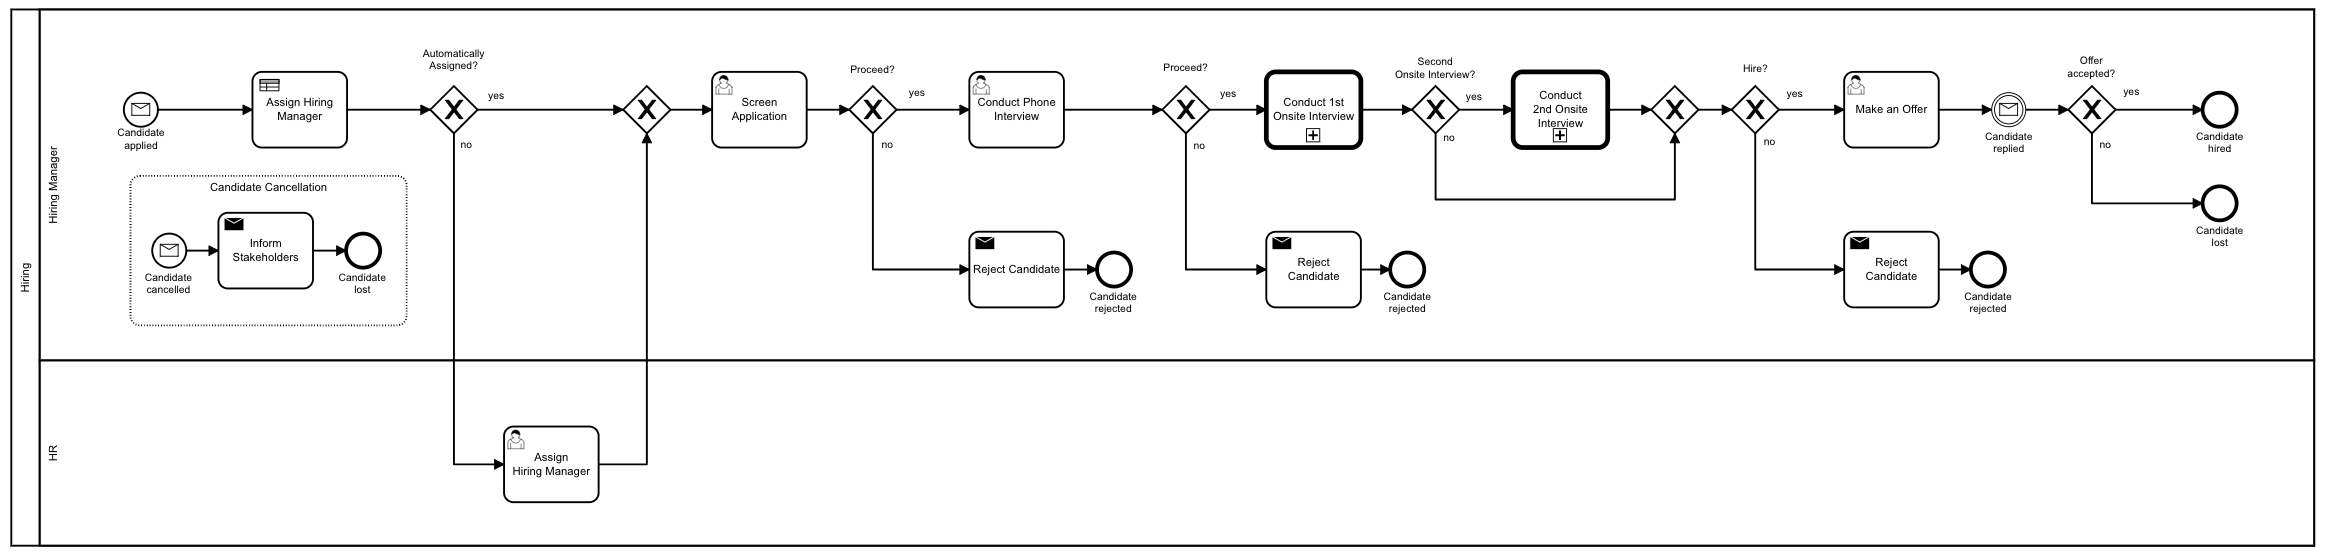 Hiring
Hiring Manager
HR
Candidate
applied
Assign Hiring
Manager
Automatically
Assigned?
yes
no
Screen
Application
Proceed?
yes
no
Conduct Phone
Interview
Proceed?
yes
no
Conduct 1st
Onsite Interview
Second
Onsite Interview?
yes
no
Conduct
2nd Onsite
Interview
Hire?
yes
no
Make an Offer
Candidate
replied
Offer
accepted?
yes
no
Candidate
hired
Candidate
lost
Candidate Cancellation
Candidate
cancelled
Inform
Stakeholders
Candidate
lost
Reject Candidate
Candidate
rejected
Reject
Candidate
Candidate
rejected
Reject
Candidate
Candidate
rejected
Assign
Hiring Manager